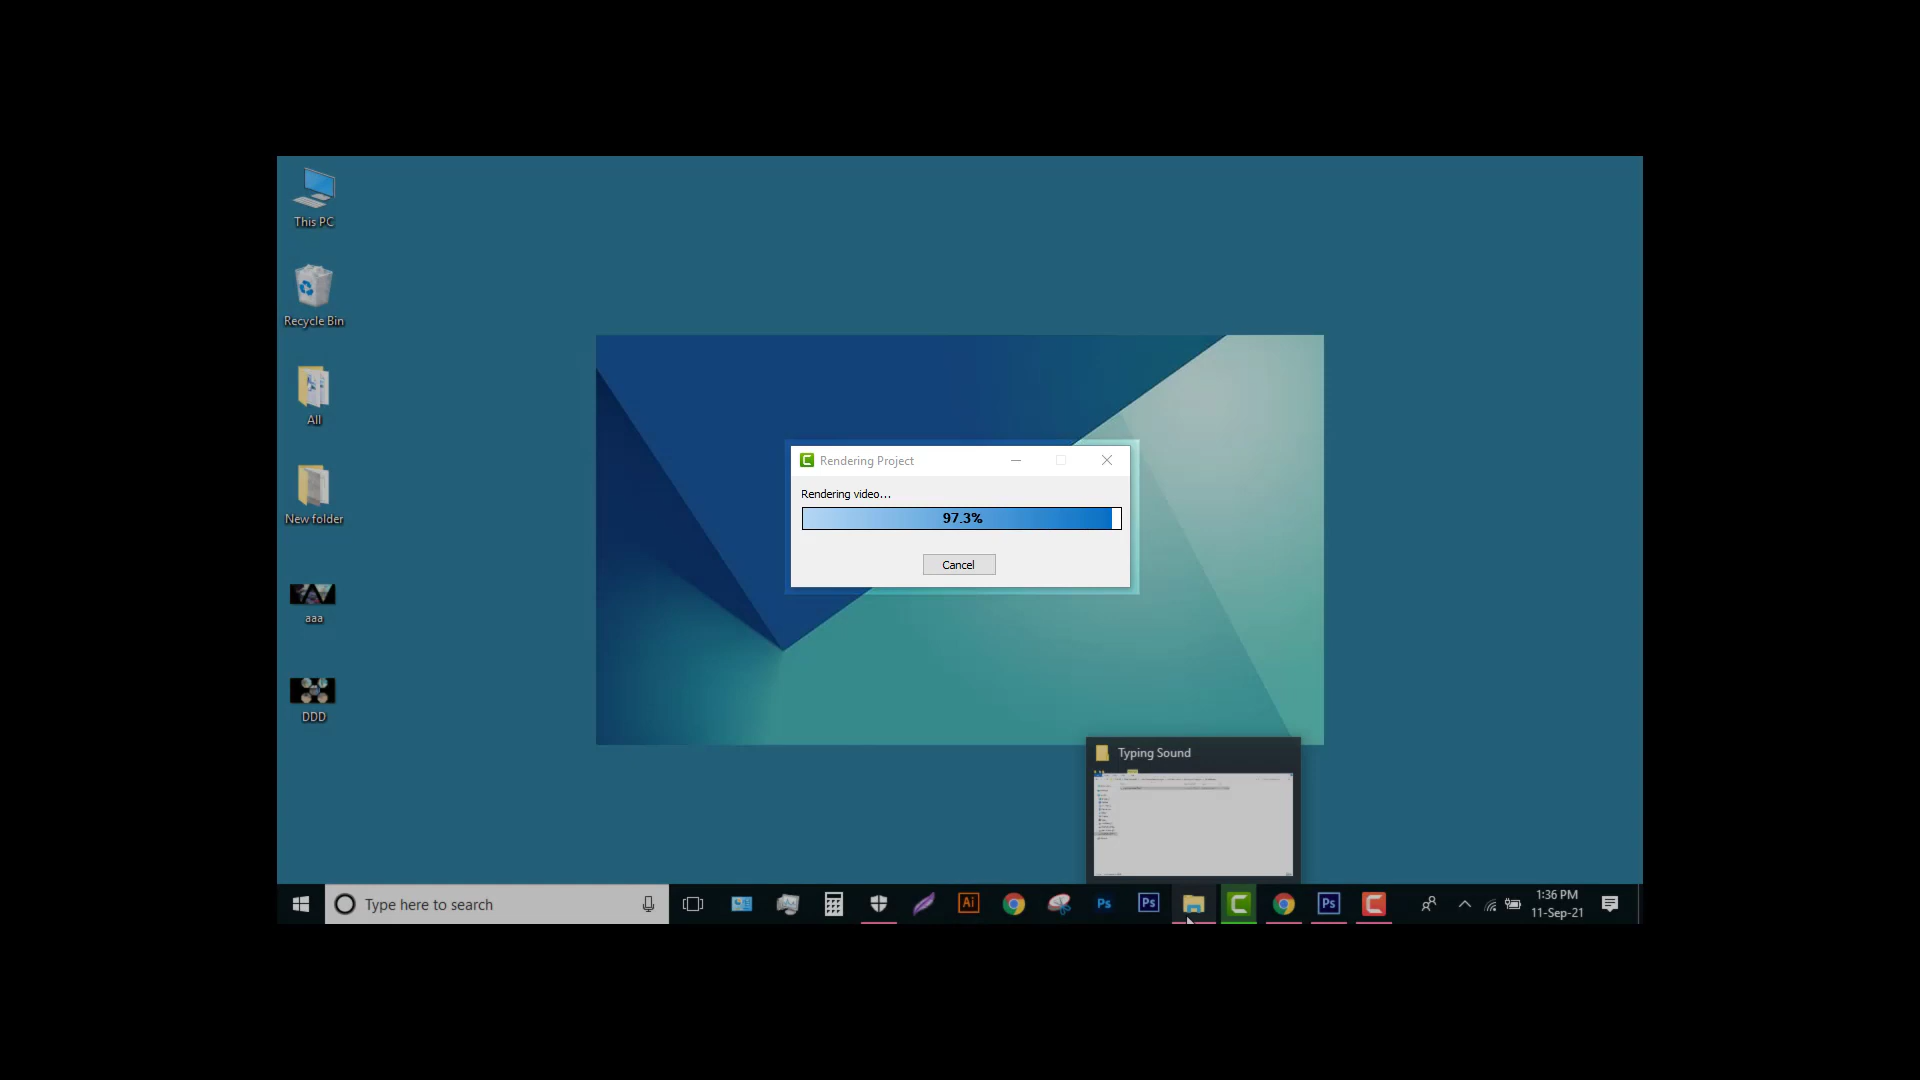 This PC
Recycle Bin
All
New folder
aaa
DDD
Rendering Project
Rendering video...
97.3%
Cancel
Typing Sound
Type here to search
Ai
Ps
Ps
Ps
1:36 PM
11-Sep-21